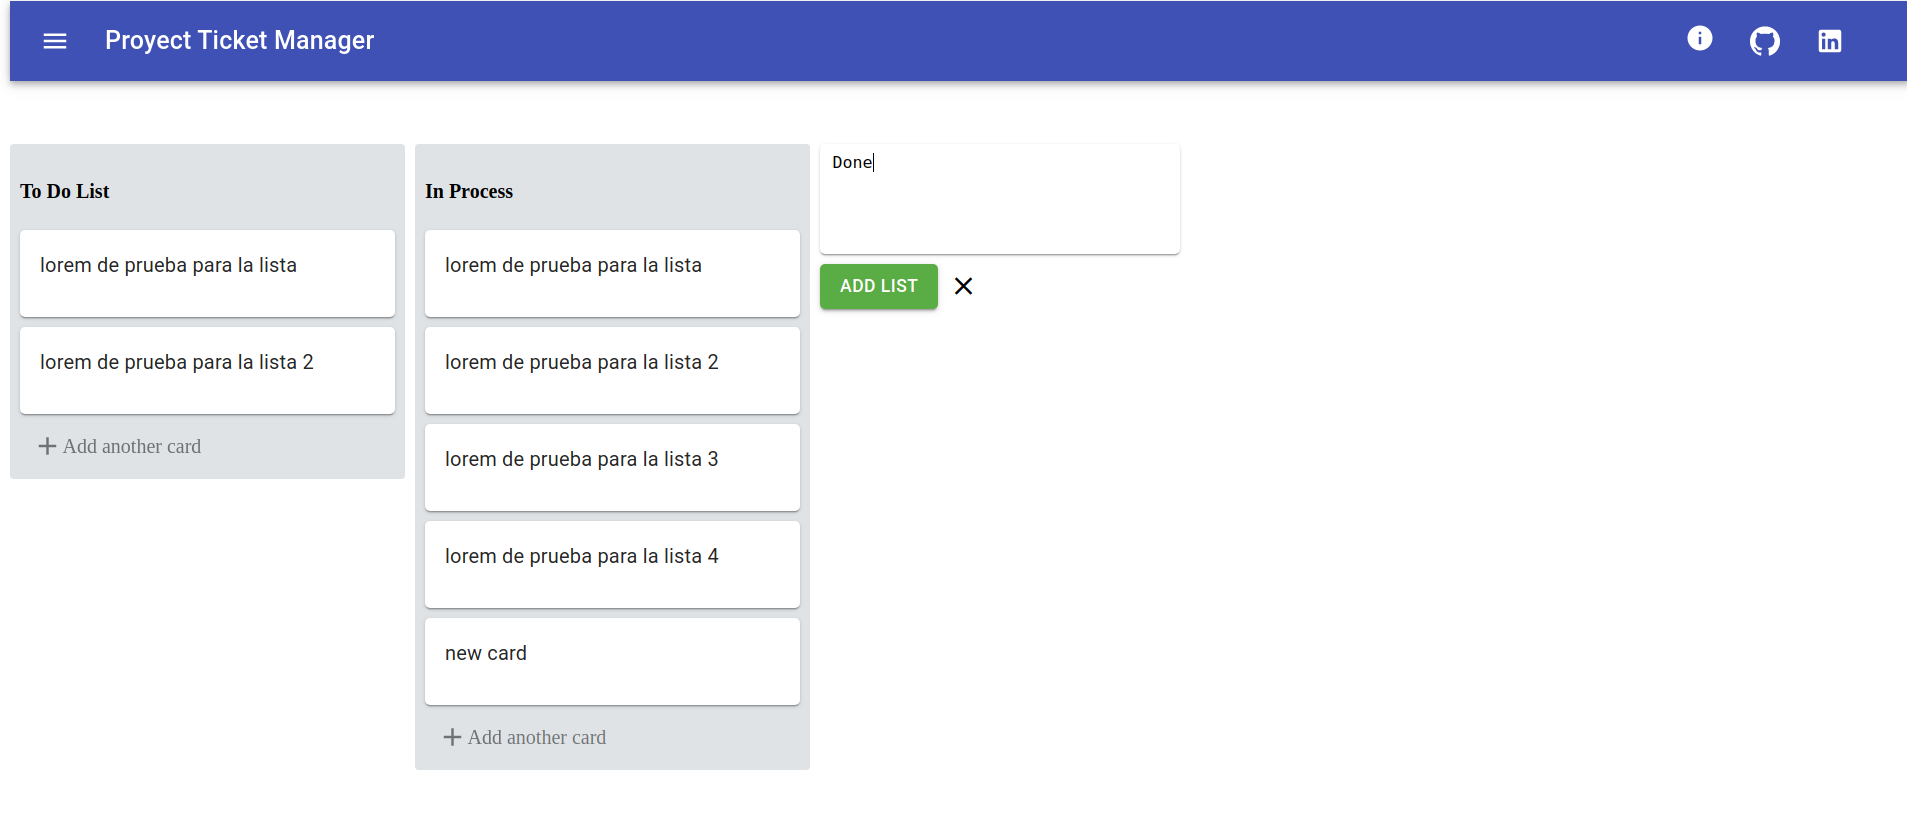 Proyect Ticket Manager
To Do List
lorem de prueba para la lista
lorem de prueba para la lista 2
Add another card
In Process
lorem de prueba para la lista
lorem de prueba para la lista 2
lorem de prueba para la lista 3
lorem de prueba para la lista 4
new card
Add another card
Done
ADD LIST